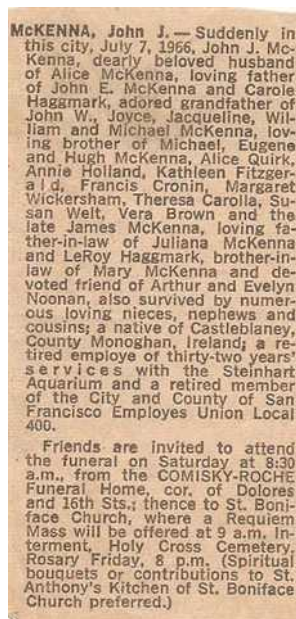 McKENNA, John J. — Suddenly in
this city, July 7, 1966, John J. Mc-
Kenna, dearly beloved husband
of Alice McKenna, loving father
of John E. McKenna and Carole
Haggmark, adored grandfather of
John W., Joyce, Jacqueline, Wil-
liam and Michael McKenna, lov-
ing brother of Michael, Eugene
and Hugh McKenna, Alice Quirk,
Annie Holland, Kathleen Fitzger-
ald, Francis Cronin, Margaret
Wickersham, Theresa Carolla, Su-
san Welt, Vera Brown and the
late James McKenna, loving fa-
ther-in-law of Juliana McKenna
and LeRoy Haggmark, brother-in-
law of Mary McKenna and de-
voted friend of Arthur and Evelyn
Noonan, also survived by numer-
ous loving nieces, nephews and
cousins; a native of Castleblaney,
County Monoghan, Ireland; a re-
tired employe of thirty-two years'
services with the Steinhart
Aquarium and a retired member
of the City and County of San
Francisco Employes Union Local
400.
Friends are invited to attend
the funeral on Saturday at 8:30
a.m., from the COMISKY-ROCHE
Funeral Home, cor. of Dolores
and 16th Sts.; thence to St. Boni-
face Church, where a Requiem
Mass will be offered at 9 a.m. In-
terment, Holy Cross Cemetery.
Rosary Friday, 8 p.m. (Spiritual
bouquets or contributions to St.
Anthony's Kitchen of St. Boniface
Church preferred.)